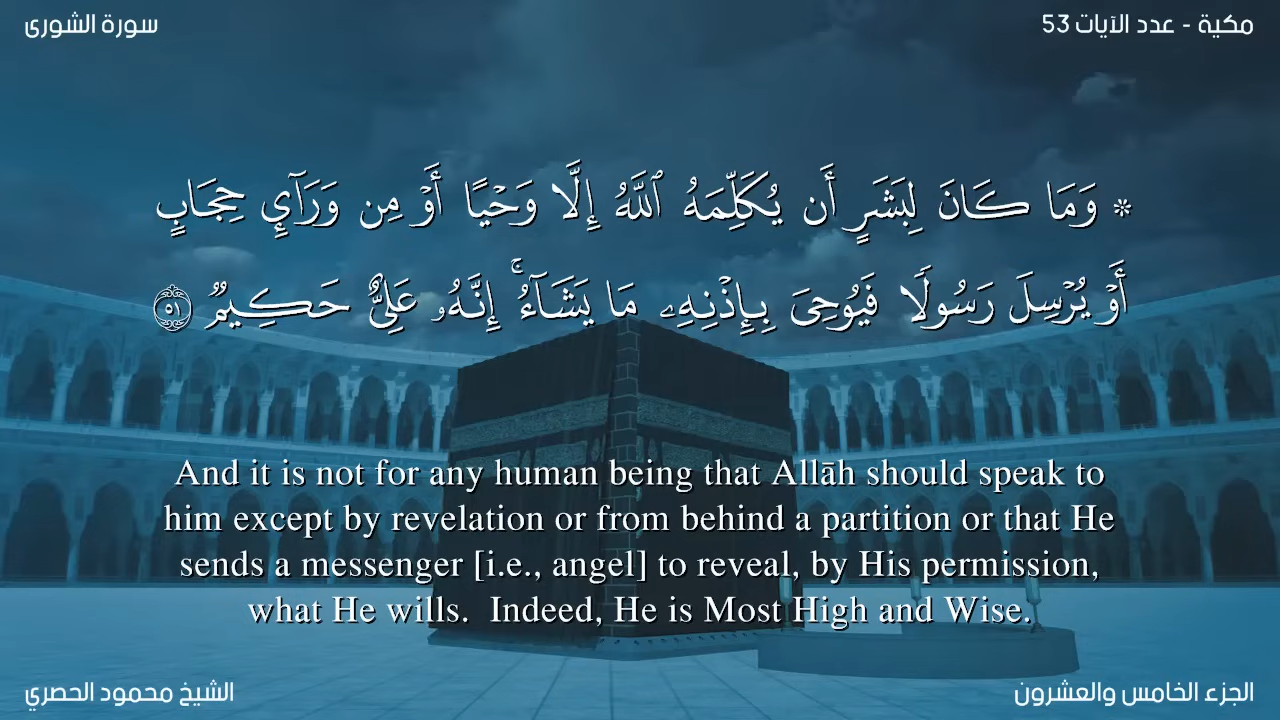 سورة الشورى
مكية - عدد الآيات 53
* وَمَا كَانَ لِبَشَرٍ أَن يُكَلِّمَهُ ٱللَّهُ إِلَّا وَحْيًا أَوْ مِن وَرَآئِ حِجَابٍ
أَوْ يُرْسِلَ رَسُولًا فَيُوحِىَ بِإِذْنِهِۦ مَا يَشَآءُ ۚ إِنَّهُۥ عَلِىٌّ حَكِيمٌ ٥١
And it is not for any human being that Allāh should speak to
him except by revelation or from behind a partition or that He
sends a messenger [i.e., angel] to reveal, by His permission,
what He wills.  Indeed, He is Most High and Wise.
الشيخ محمود الحصري
الجزء الخامس والعشرون